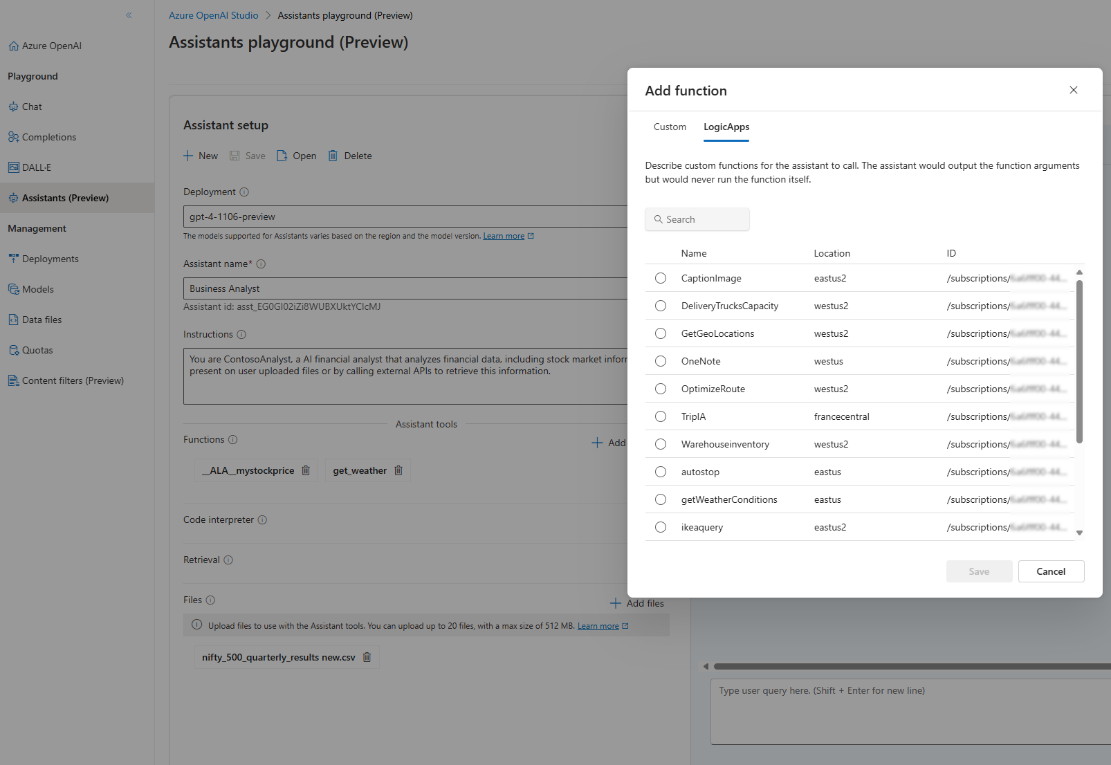 «
Azure OpenAI
Playground
Chat
Completions
DALL·E
Assistants (Preview)
Management
Deployments
Models
Data files
Quotas
Content filters (Preview)
Azure OpenAI Studio > Assistants playground (Preview)
Assistants playground (Preview)
Assistant setup
New Save Open Delete
Deployment
gpt-4-1106-preview
The models supported for Assistants varies based on the region and the model version. Learn more
Assistant name*
Business Analyst
Assistant id:
Instructions
You are ContosoAnalyst, a AI financial analyst that analyzes financial data, including stock market
present on user uploaded files or by calling external APIs to retrieve this information.
Assistant tools
Functions
Add
__ALA__mystockprice get_weather
Code interpreter
Retrieval
Files
Add files
Upload files to use with the Assistant tools. You can upload up to 20 files, with a max size of 512 MB. Learn more
nifty_500_quarterly_results new.csv
Add function
Custom LogicApps
Describe custom functions for the assistant to call. The assistant would output the function arguments
but would never run the function itself.
Search
Name Location ID
CaptionImage eastus2 /subscriptions/
DeliveryTrucksCapacity westus2 /subscriptions/
GetGeoLocations westus2 /subscriptions/
OneNote westus /subscriptions/
OptimizeRoute westus2 /subscriptions/
TripIA francecentral /subscriptions/
Warehouseinventory westus2 /subscriptions/
autostop eastus /subscriptions/
getWeatherConditions eastus /subscriptions/
ikeaquery eastus2 /subscriptions/
Save Cancel
Type user query here. (Shift + Enter for new line)